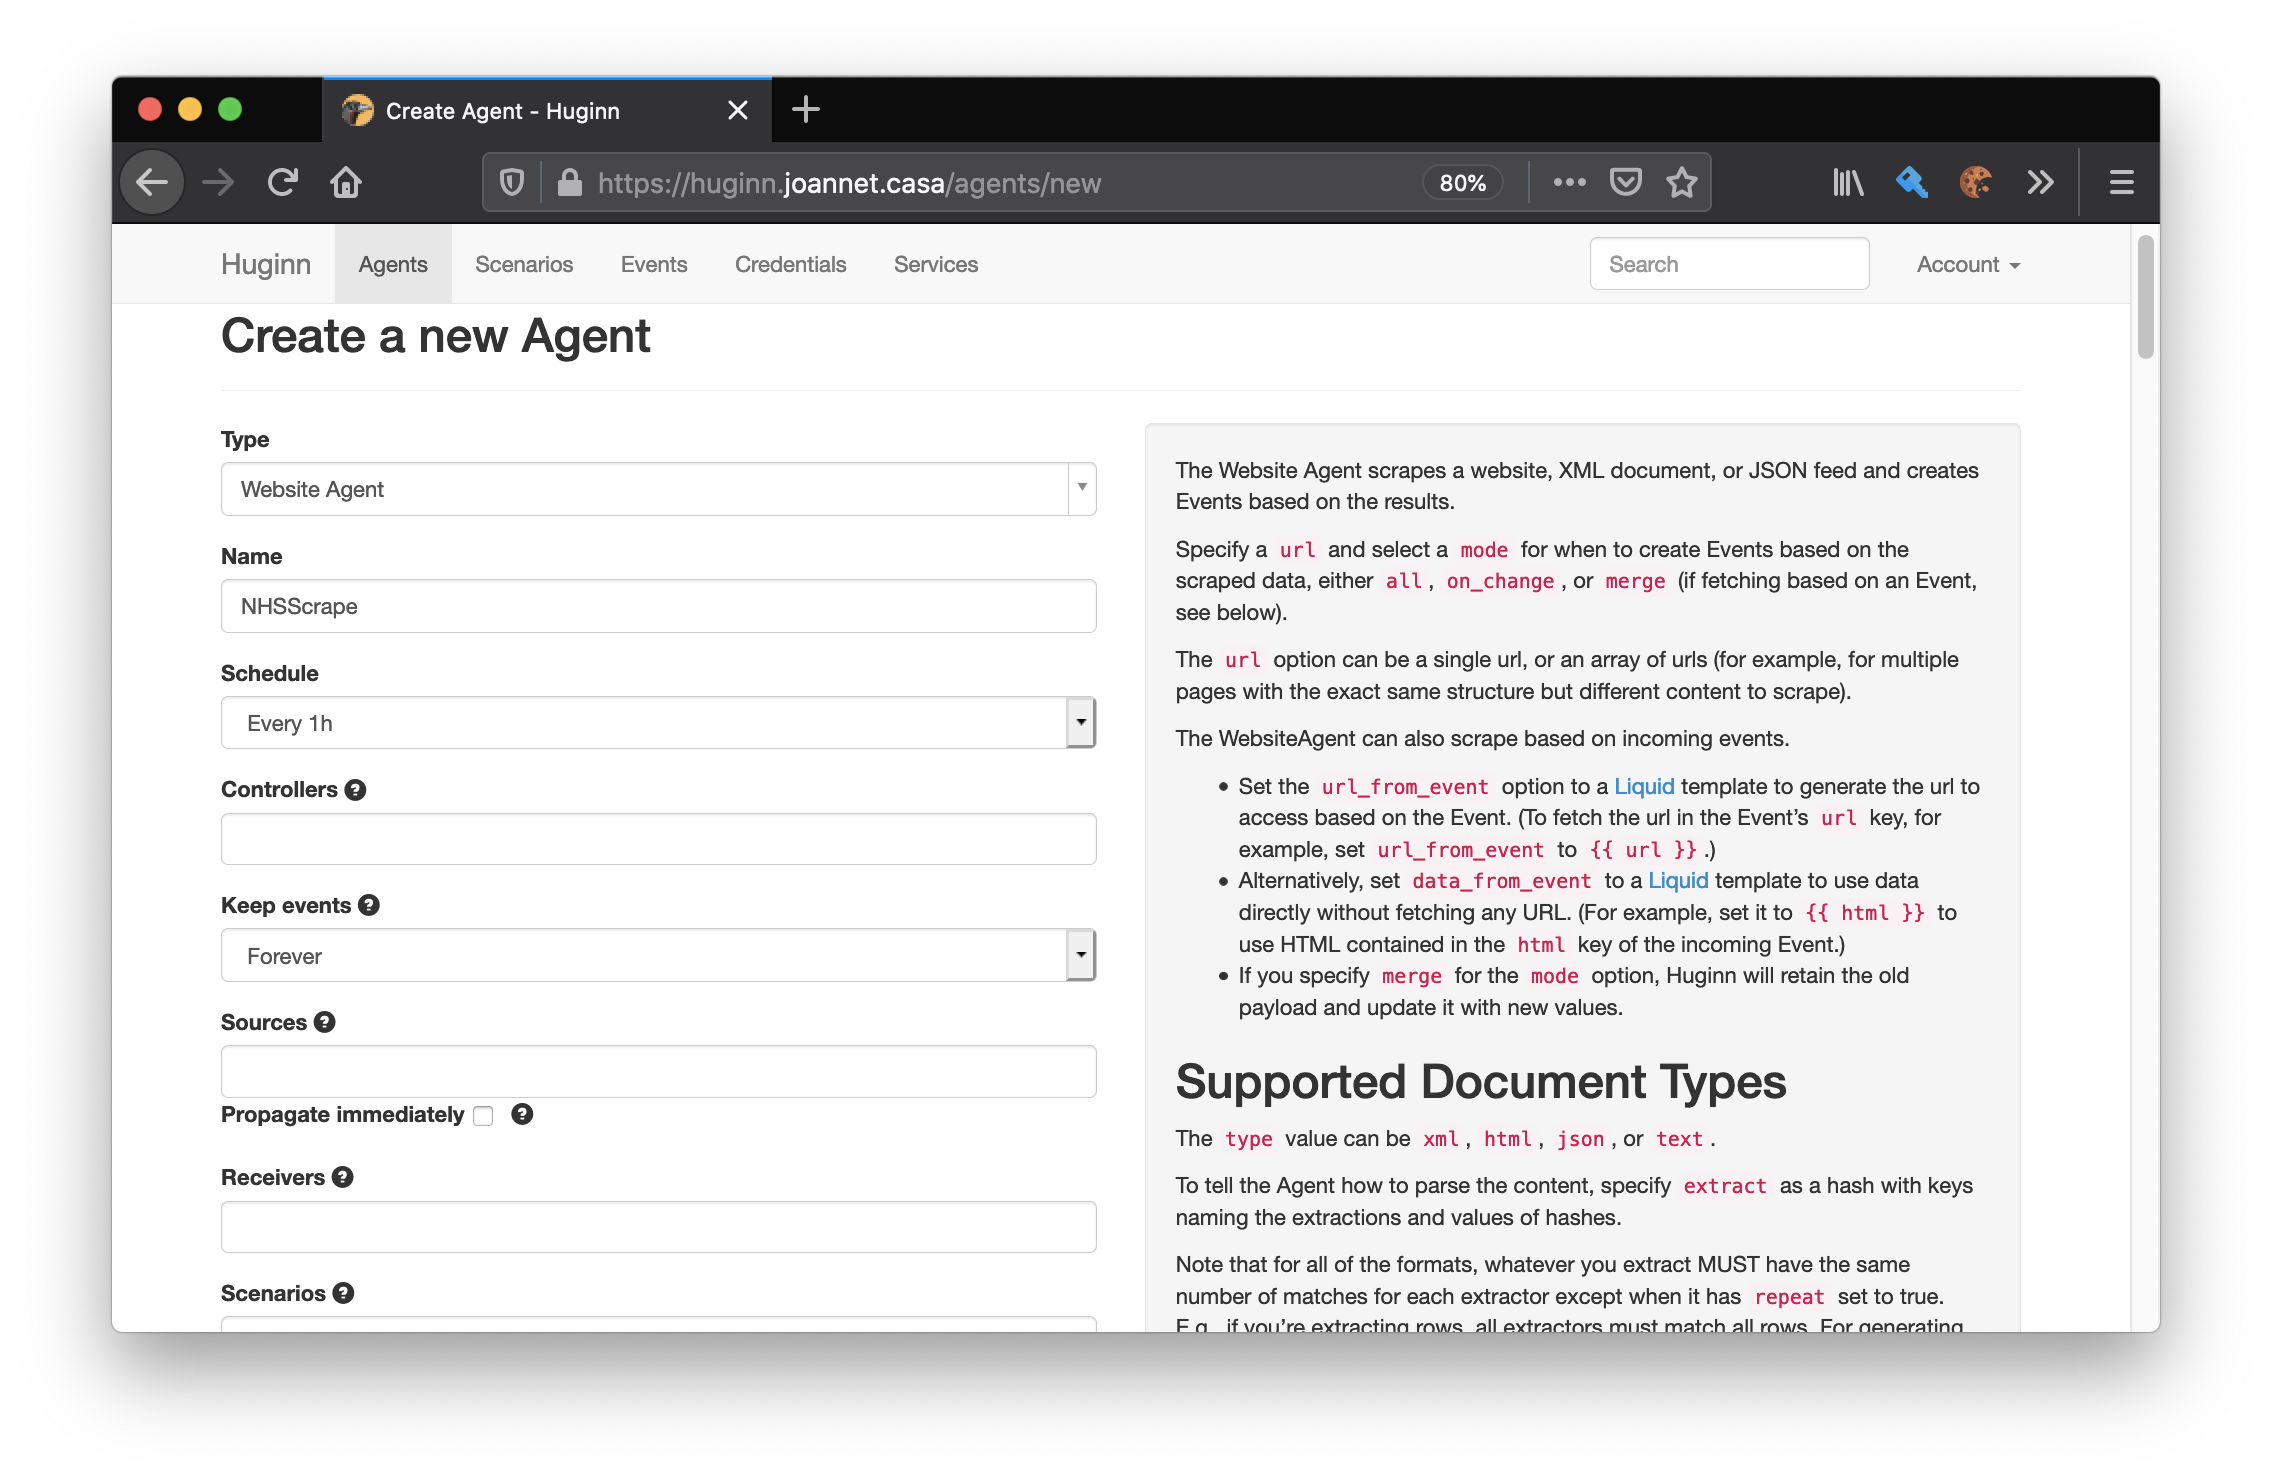 Create Agent - Huginn
https://huginn.joannet.casa/agents/new
80%
Huginn
Agents
Scenarios
Events
Credentials
Services
Search
Account
Create a new Agent
Type
Website Agent
Name
NHSScrape
Schedule
Every 1h
Controllers
Keep events
Forever
Sources
Propagate immediately
Receivers
Scenarios
The Website Agent scrapes a website, XML document, or JSON feed and creates
Events based on the results.
Specify a url and select a mode for when to create Events based on the
scraped data, either all, on_change, or merge (if fetching based on an Event,
see below).
The url option can be a single url, or an array of urls (for example, for multiple
pages with the exact same structure but different content to scrape).
The WebsiteAgent can also scrape based on incoming events.
• Set the url_from_event option to a Liquid template to generate the url to
access based on the Event. (To fetch the url in the Event’s url key, for
example, set url_from_event to {{ url }}.)
• Alternatively, set data_from_event to a Liquid template to use data
directly without fetching any URL. (For example, set it to {{ html }} to
use HTML contained in the html key of the incoming Event.)
• If you specify merge for the mode option, Huginn will retain the old
payload and update it with new values.
Supported Document Types
The type value can be xml, html, json, or text.
To tell the Agent how to parse the content, specify extract as a hash with keys
naming the extractions and values of hashes.
Note that for all of the formats, whatever you extract MUST have the same
number of matches for each extractor except when it has repeat set to true.
E.g., if you’re extracting rows, all extractors must match all rows. For generating